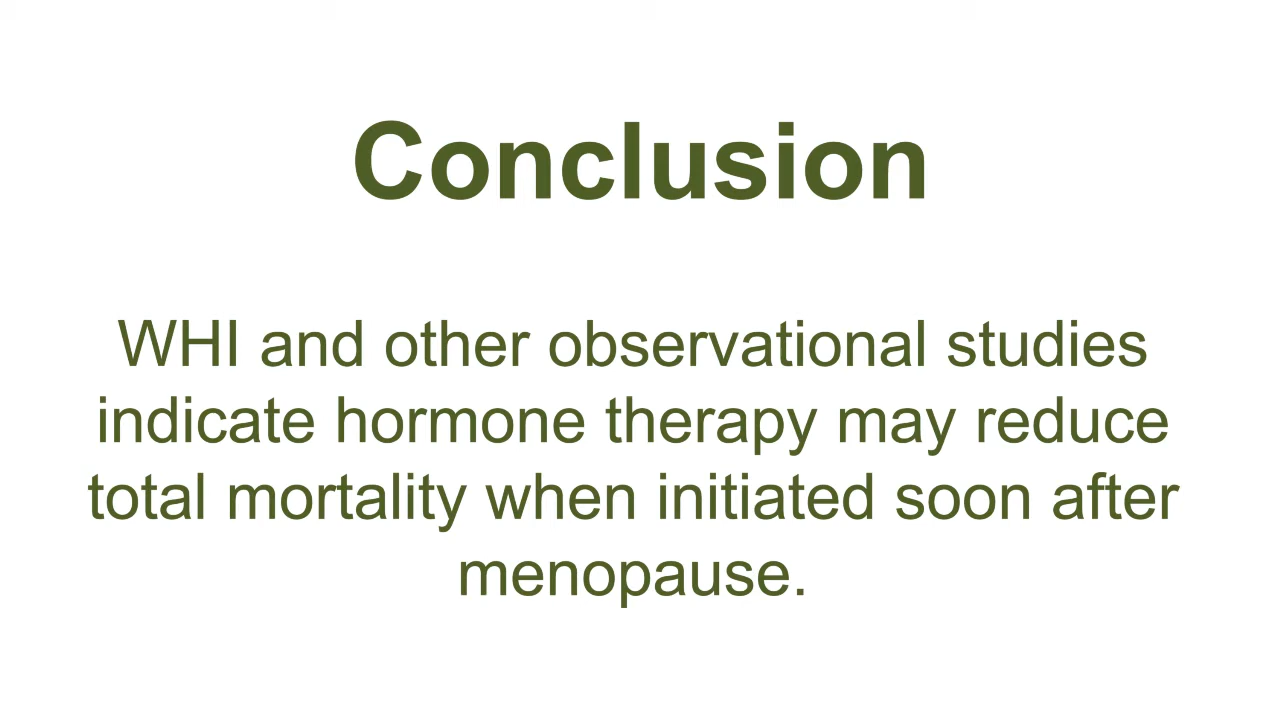 Conclusion
WHI and other observational studies
indicate hormone therapy may reduce
total mortality when initiated soon after
menopause.